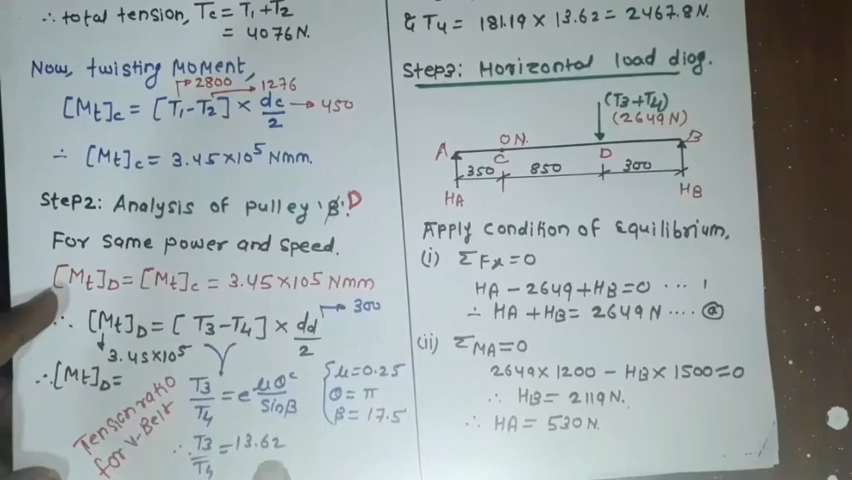 ∴ total tension, Tc = T1+T2
= 4076 N.
Now, twisting Moment,
2800 1276
[Mt]c = [T1-T2] × dc/2 → 450
∴ [Mt]c = 3.45×10^5 Nmm.
Step2: Analysis of pulley 'B'. D
For same power and speed.
[Mt]D = [Mt]c = 3.45×10^5 Nmm
∴ [Mt]D = [T3-T4] × dd/2 → 300
3.45×10^5
∴ [Mt]D =
Tension ratio
for V-Belt
T3/T4 = e^(μθc/sinβ) { μ=0.25
θ = π
β = 17.5
∴ T3/T4 = 13.62
& T4 = 181.19 × 13.62 = 2467.8 N.
Step3: Horizontal load diag.
(T3+T4)
(2649 N)
A 0 N. B
C D
350 850 300
HA HB
Apply condition of Equilibrium,
(i) ΣFx=0
HA - 2649 + HB = 0 ... '
∴ HA + HB = 2649 N .... (a)
(ii) ΣMA=0
2649 × 1200 - HB × 1500 = 0
∴ HB = 2119 N.
∴ HA = 530 N.